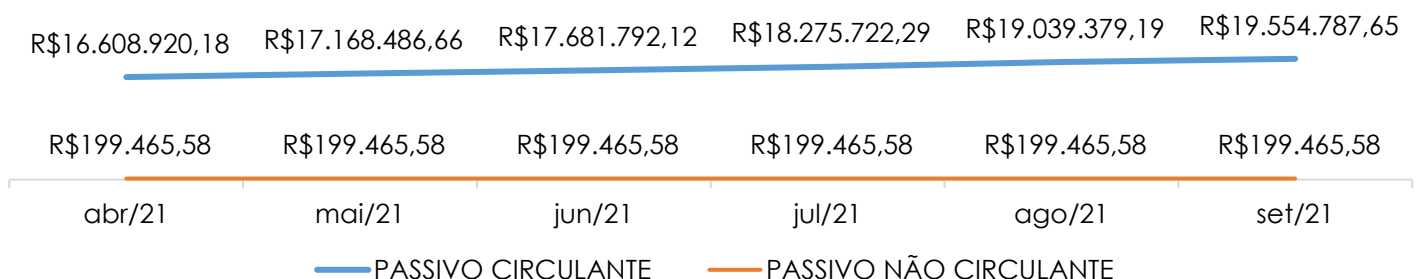 R$16.608.920,18 R$17.168.486,66 R$17.681.792,12 R$18.275.722,29 R$19.039.379,19 R$19.554.787,65
R$199.465,58 R$199.465,58 R$199.465,58 R$199.465,58 R$199.465,58 R$199.465,58
abr/21 mai/21 jun/21 jul/21 ago/21 set/21
PASSIVO CIRCULANTE PASSIVO NÃO CIRCULANTE